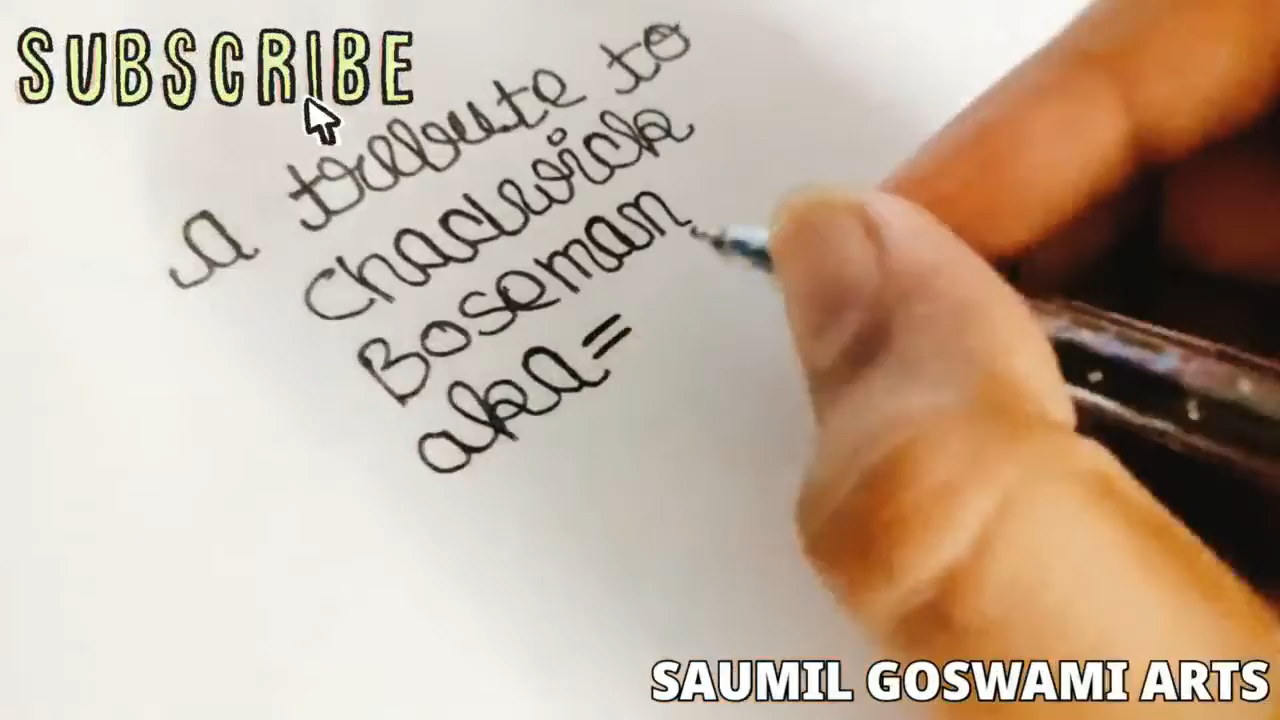 SUBSCRIBE
a tribute to
Chadwick
Boseman
aka=
SAUMIL GOSWAMI ARTS